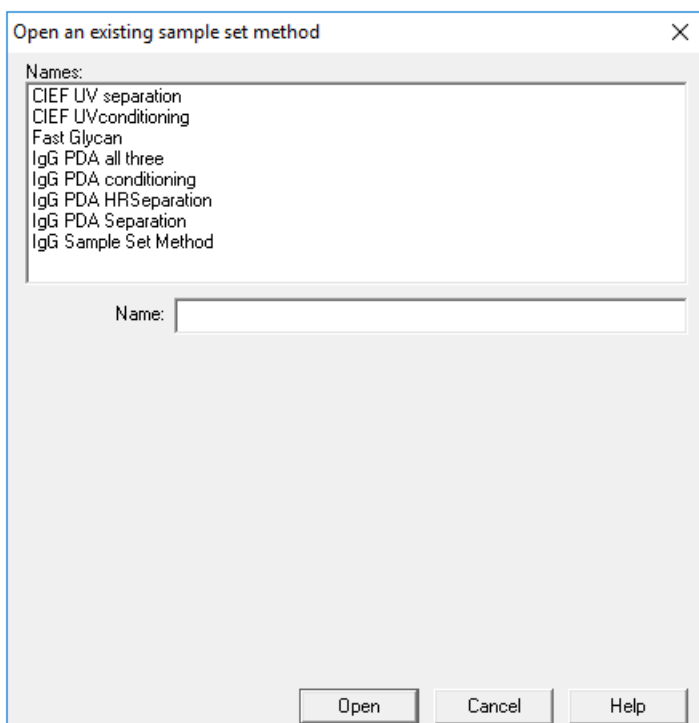 Open an existing sample set method
Names:
CIEF UV separation
CIEF UVconditioning
Fast Glycan
IgG PDA all three
IgG PDA conditioning
IgG PDA HRSeparation
IgG PDA Separation
IgG Sample Set Method
Name:
Open Cancel Help